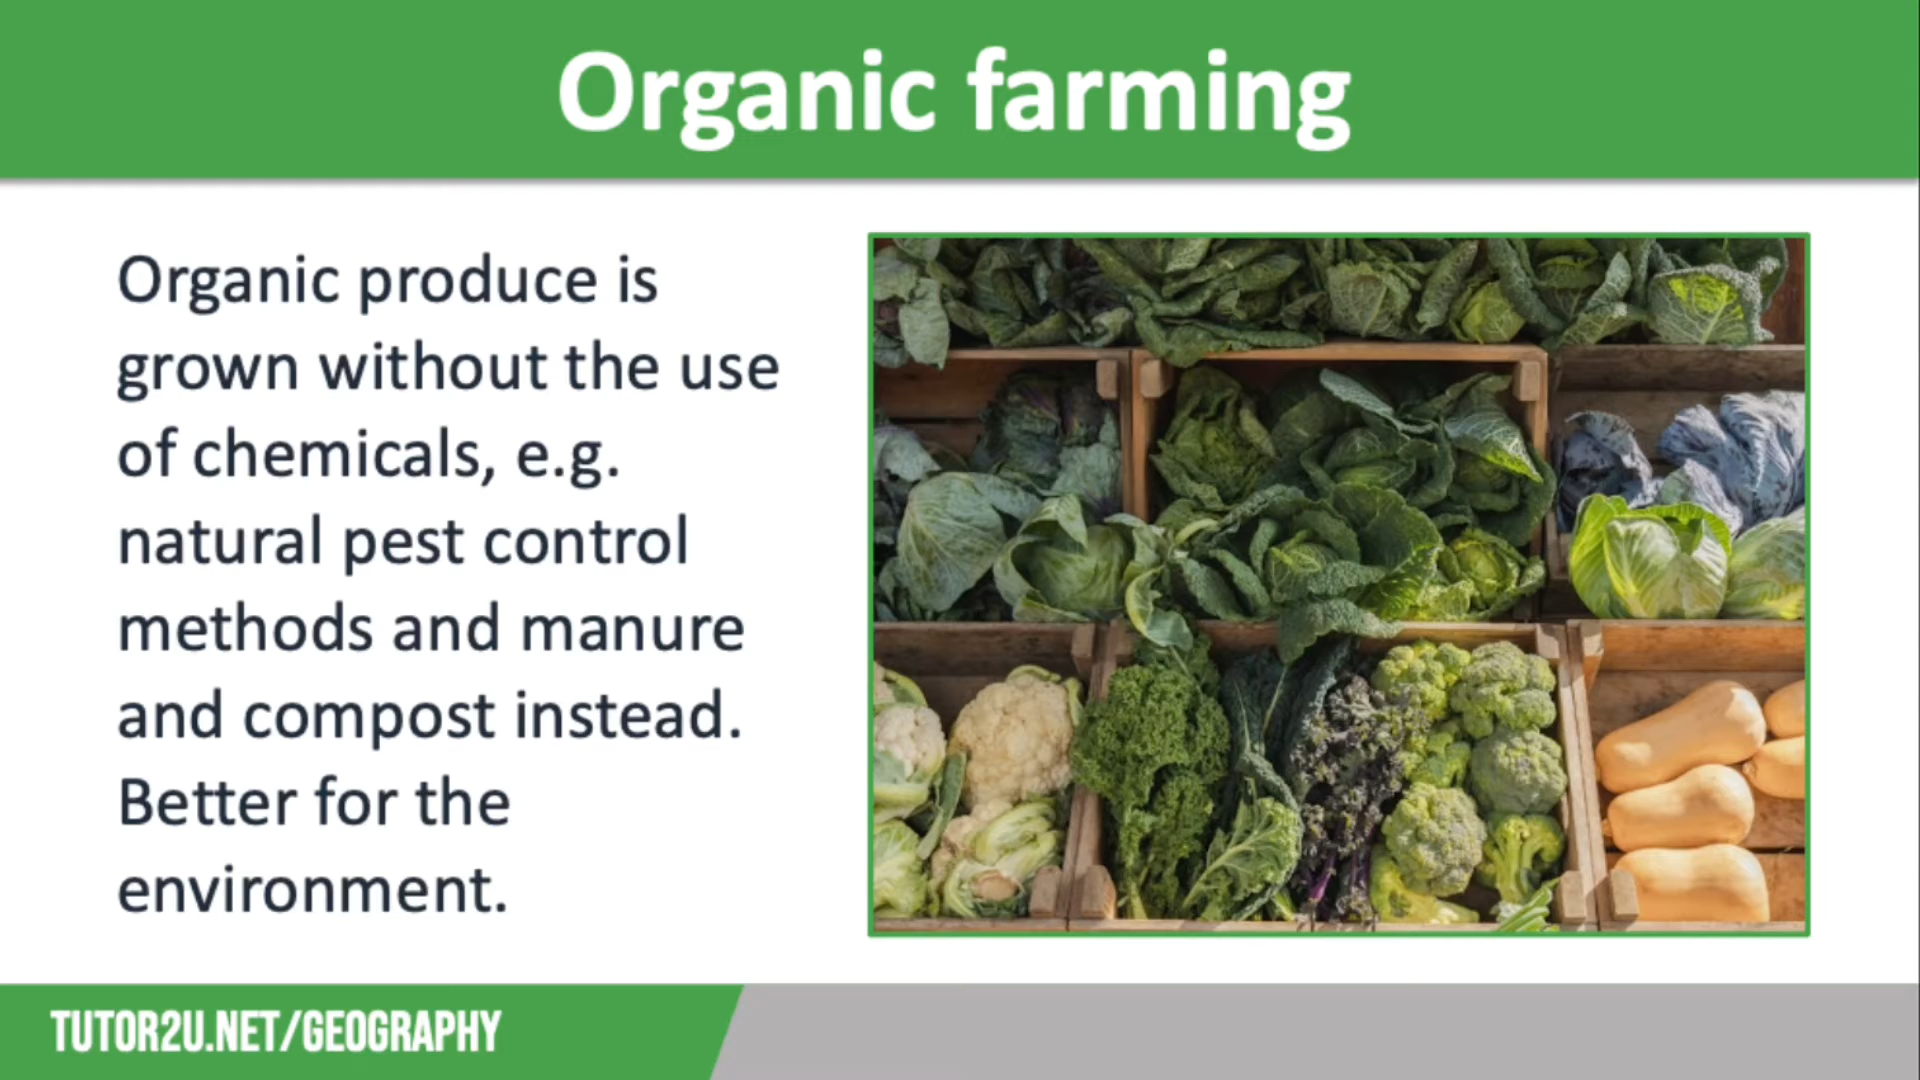 Organic farming
Organic produce is
grown without the use
of chemicals, e.g.
natural pest control
methods and manure
and compost instead.
Better for the
environment.
TUTOR2U.NET/GEOGRAPHY